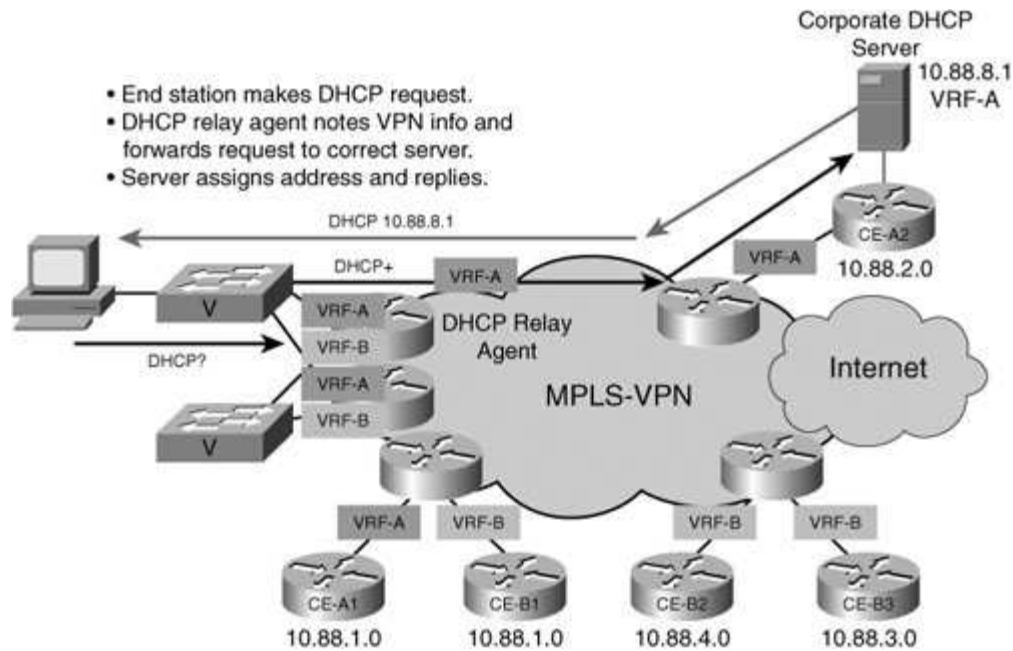 Corporate DHCP
Server
10.88.8.1
VRF-A
• End station makes DHCP request.
• DHCP relay agent notes VPN info and
forwards request to correct server.
• Server assigns address and replies.
DHCP 10.88.8.1
CE-A2
10.88.2.0
VRF-A
DHCP+
VRF-A
V
VRF-A
VRF-B
DHCP Relay
Agent
DHCP?
VRF-A
VRF-B
V
MPLS-VPN
Internet
VRF-A
VRF-B
VRF-B
VRF-B
CE-A1
CE-B1
CE-B2
CE-B3
10.88.1.0
10.88.1.0
10.88.4.0
10.88.3.0